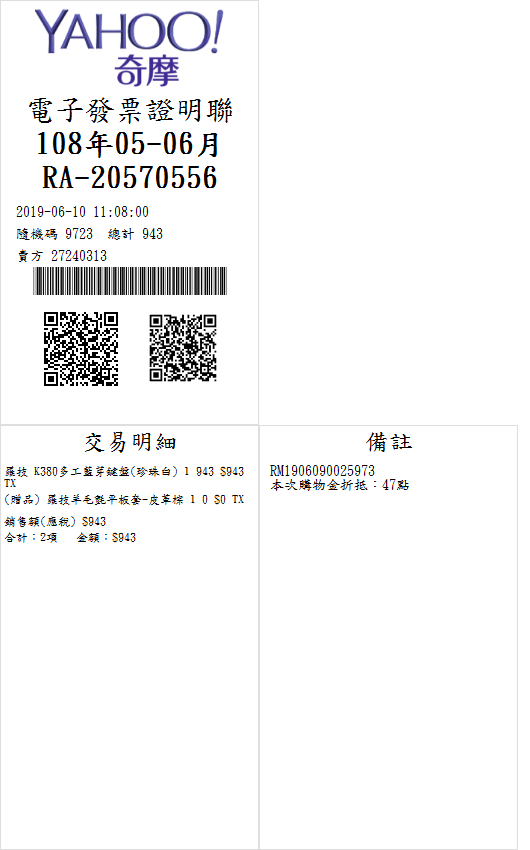 YAHOO!
奇摩
電子發票證明聯
108年05-06月
RA-20570556
2019-06-10 11:08:00
隨機碼 9723 總計 943
賣方 27240313
交易明細
羅技 K380多工藍芽鍵盤(珍珠白) 1 943 $943
TX
(贈品) 羅技羊毛氈平板套-皮革棕 1 0 $0 TX
銷售額(應稅) $943
合計：2項 金額：$943
備註
RM1906090025973
本次購物金折抵：47點